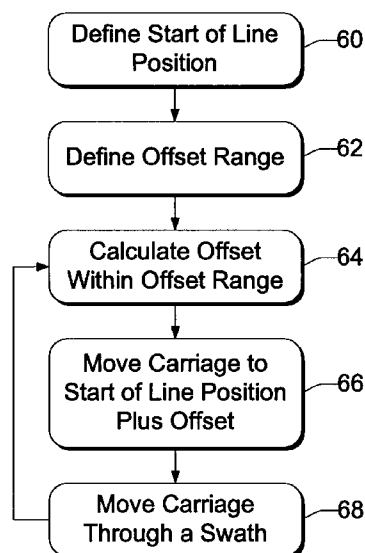 Define Start of Line
Position
60
Define Offset Range
62
Calculate Offset
Within Offset Range
64
Move Carriage to
Start of Line Position
Plus Offset
66
Move Carriage
Through a Swath
68